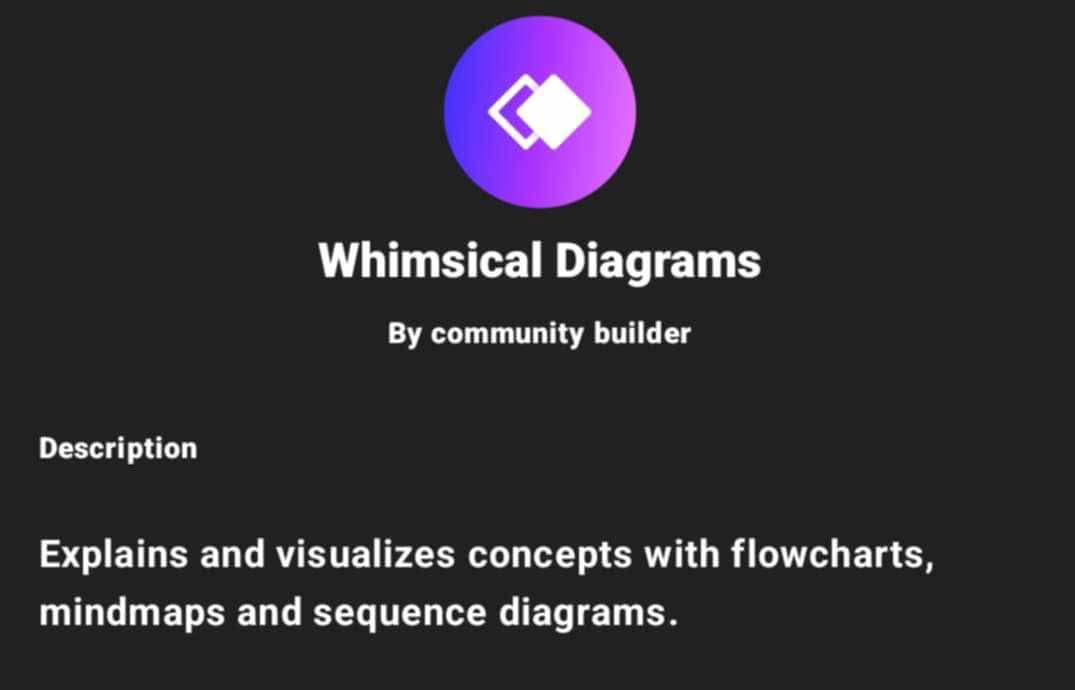 Whimsical Diagrams
By community builder
Description
Explains and visualizes concepts with flowcharts,
mindmaps and sequence diagrams.